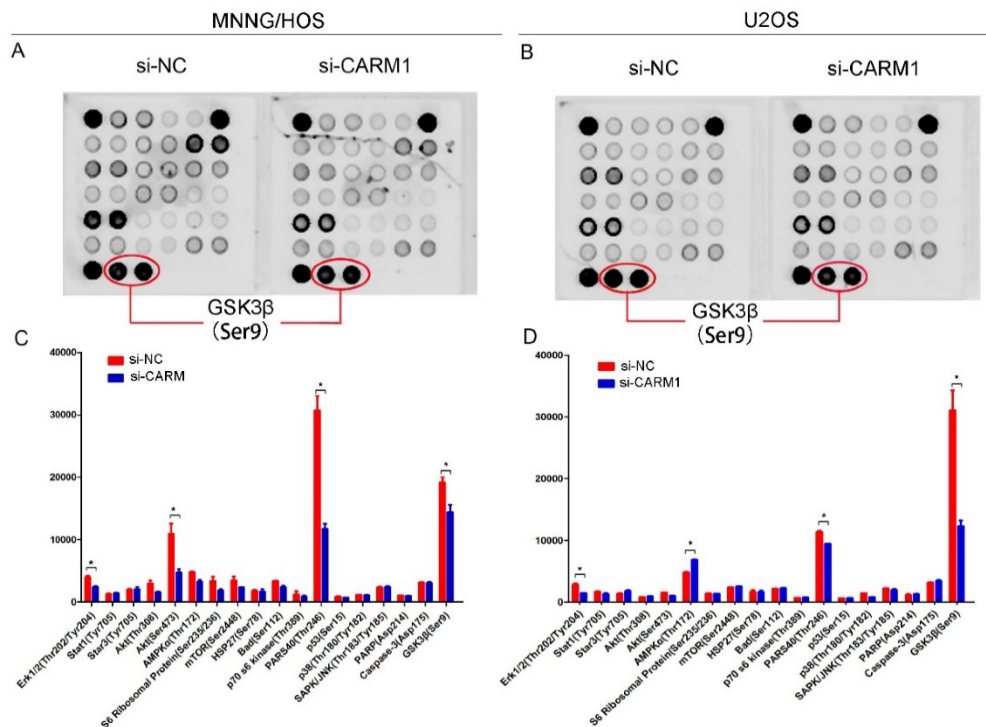 MNNG/HOS
U2OS
A
B
si-NC
si-CARM1
si-NC
si-CARM1
GSK3β
(Ser9)
GSK3β
(Ser9)
C
D
si-NC
si-CARM
si-NC
si-CARM1
40000
30000
20000
10000
0
40000
30000
20000
10000
0
*
*
*
*
*
*
*
*
Erk1/2(Thr202/Tyr204)
Stat1(Tyr705)
Star3(Tyr705)
Akt(Thr308)
Akt(Ser473)
AMPKα(Thr172)
S6 Ribosomal Protein(Ser235/236)
mTOR(Ser2448)
HSP27(Ser78)
Bad(Ser112)
p70 s6 kinase(Thr389)
PARS40(Thr246)
p53(Ser15)
p38(Thr180/Tyr182)
SAPK/JNK(Thr183/Tyr185)
PARP(Asp214)
Caspase-3(Asp175)
GSK3β(Ser9)
Erk1/2(Thr202/Tyr204)
Stat1(Tyr705)
Star3(Tyr705)
Akt(Thr308)
Akt(Ser473)
AMPKα(Thr172)
S6 Ribosomal Protein(Ser235/236)
mTOR(Ser2448)
HSP27(Ser78)
Bad(Ser112)
p70 s6 kinase(Thr389)
PARS40(Thr246)
p53(Ser15)
p38(Thr180/Tyr182)
SAPK/JNK(Thr183/Tyr185)
PARP(Asp214)
Caspase-3(Asp175)
GSK3β(Ser9)